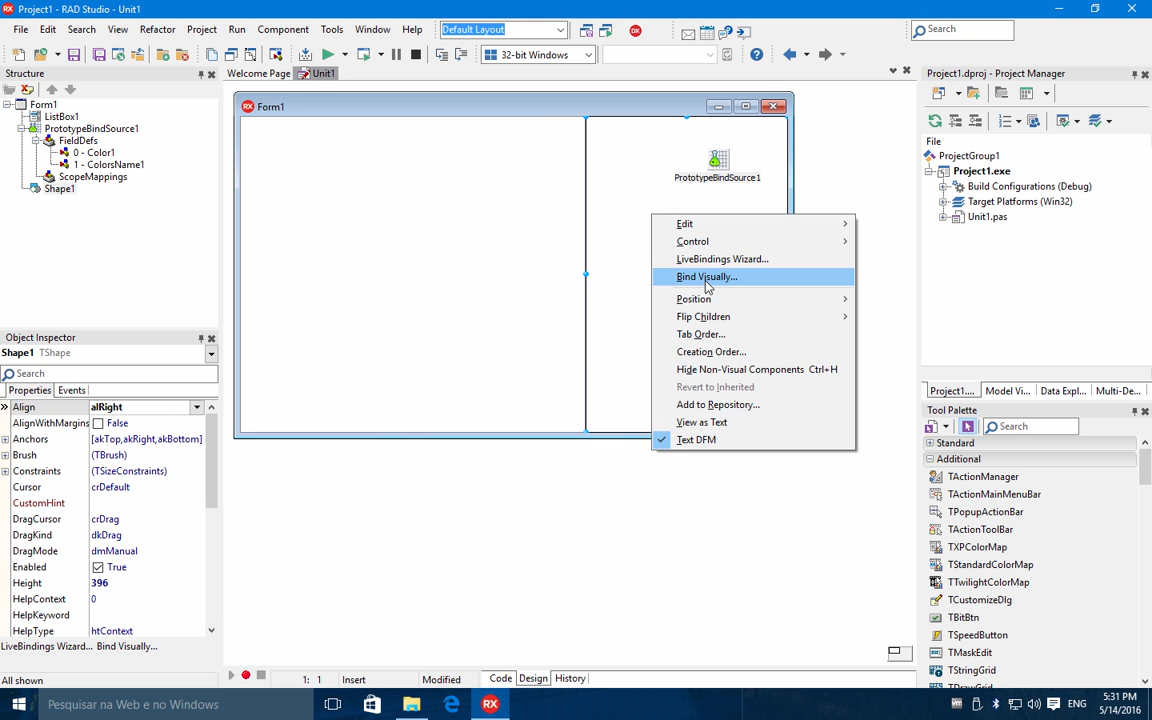 Project1 - RAD Studio - Unit1
File Edit Search View Refactor Project Run Component Tools Window Help Default Layout
Search
32-bit Windows
Structure
Form1
ListBox1
PrototypeBindSource1
FieldDefs
0 - Color1
1 - ColorsName1
ScopeMappings
Shape1
Object Inspector
Shape1 TShape
Search
Properties Events
Align alRight
AlignWithMargins False
Anchors [akTop,akRight,akBottom]
Brush (TBrush)
Constraints (TSizeConstraints)
Cursor crDefault
CustomHint
DragCursor crDrag
DragKind dkDrag
DragMode dmManual
Enabled True
Height 396
HelpContext 0
HelpKeyword
HelpType htContext
LiveBindings Wizard... Bind Visually...
All shown
Welcome Page Unit1
Form1
PrototypeBindSource1
Edit
Control
LiveBindings Wizard...
Bind Visually...
Position
Flip Children
Tab Order...
Creation Order...
Hide Non-Visual Components Ctrl+H
Revert to Inherited
Add to Repository...
View as Text
Text DFM
1: 1 Insert Modified Code Design History
Project1.dproj - Project Manager
File
ProjectGroup1
Project1.exe
Build Configurations (Debug)
Target Platforms (Win32)
Unit1.pas
Project1.... Model Vi... Data Expl... Multi-De...
Tool Palette
Search
Standard
Additional
TActionManager
TActionMainMenuBar
TPopupActionBar
TActionToolBar
TXPColorMap
TStandardColorMap
TTwilightColorMap
TCustomizeDlg
TBitBtn
TSpeedButton
TMaskEdit
TStringGrid
TDrawGrid
Pesquisar na Web e no Windows
RX
ENG
5:31 PM
5/14/2016